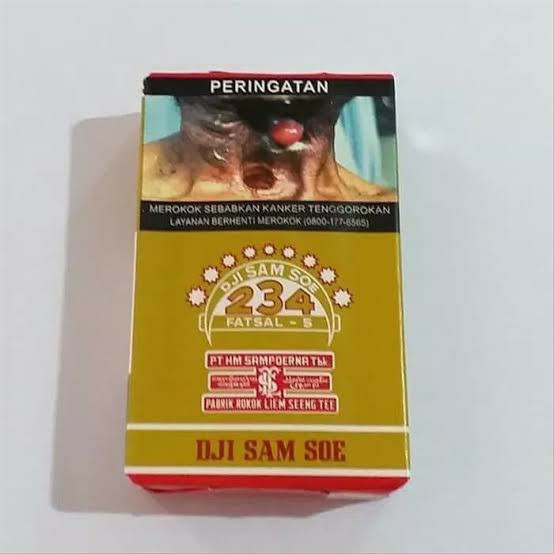 PERINGATAN
MEROKOK SEBABKAN KANKER TENGGOROKAN
LAYANAN BERHENTI MEROKOK (0800-177-6565)
DJI SAM SOE
234
FATSAL - 5
PT HM SAMPOERNA Tbk.
PABRIK ROKOK LIEM SEENG TEE
DJI SAM SOE